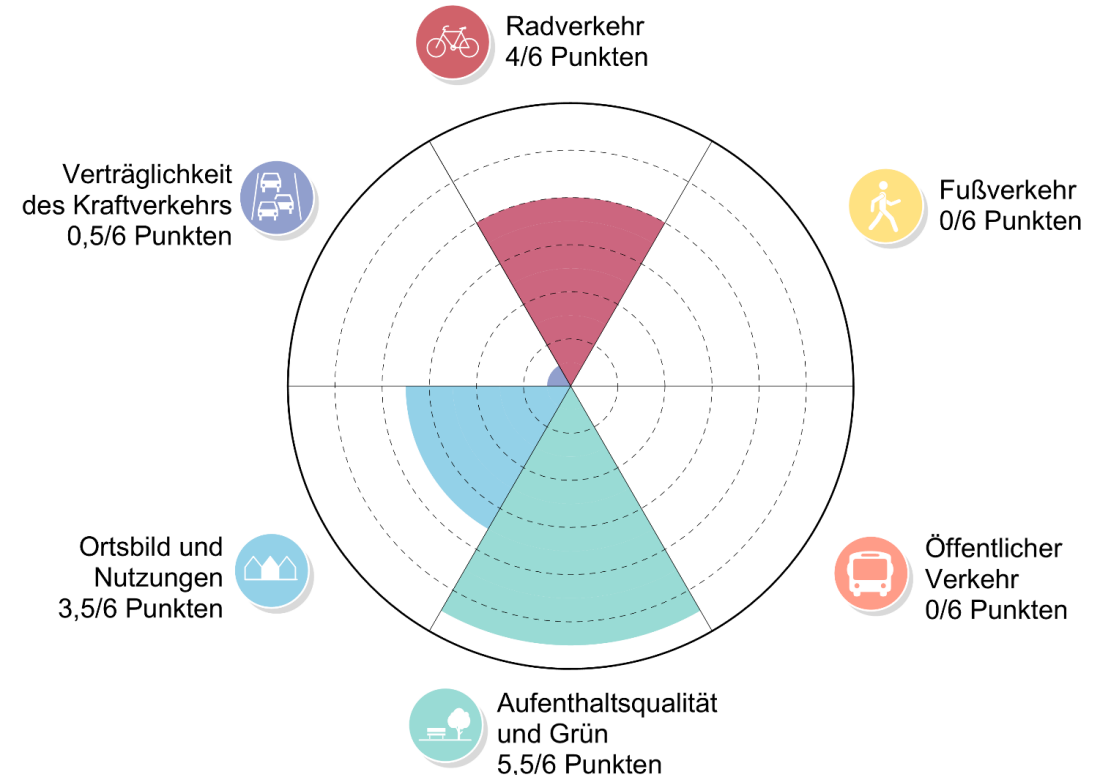 Radverkehr
4/6 Punkten
Verträglichkeit
des Kraftverkehrs
0,5/6 Punkten
Fußverkehr
0/6 Punkten
Ortsbild und
Nutzungen
3,5/6 Punkten
Öffentlicher
Verkehr
0/6 Punkten
Aufenthaltsqualität
und Grün
5,5/6 Punkten